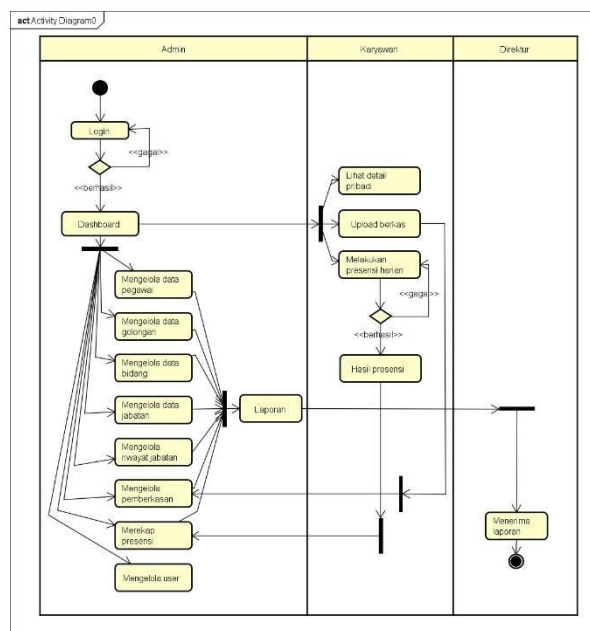 act Activity Diagram0
Admin
Karyawan
Direktur
Login
<<gagal>>
<<berhasil>>
Dashboard
Lihat detail
pribadi
Upload berkas
Melakukan
presensi harian
<<gagal>>
<<berhasil>>
Hasil presensi
Mengelola data
pegawai
Mengelola data
golongan
Mengelola data
bidang
Mengelola data
jabatan
Mengelola
riwayat jabatan
Mengelola
pemberkasan
Merekap
presensi
Mengelola user
Laporan
Menerima
laporan